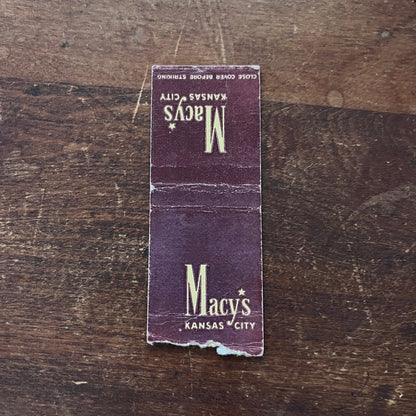 CLOSE COVER BEFORE STRIKING
Macy's
KANSAS CITY
Macy's
KANSAS CITY